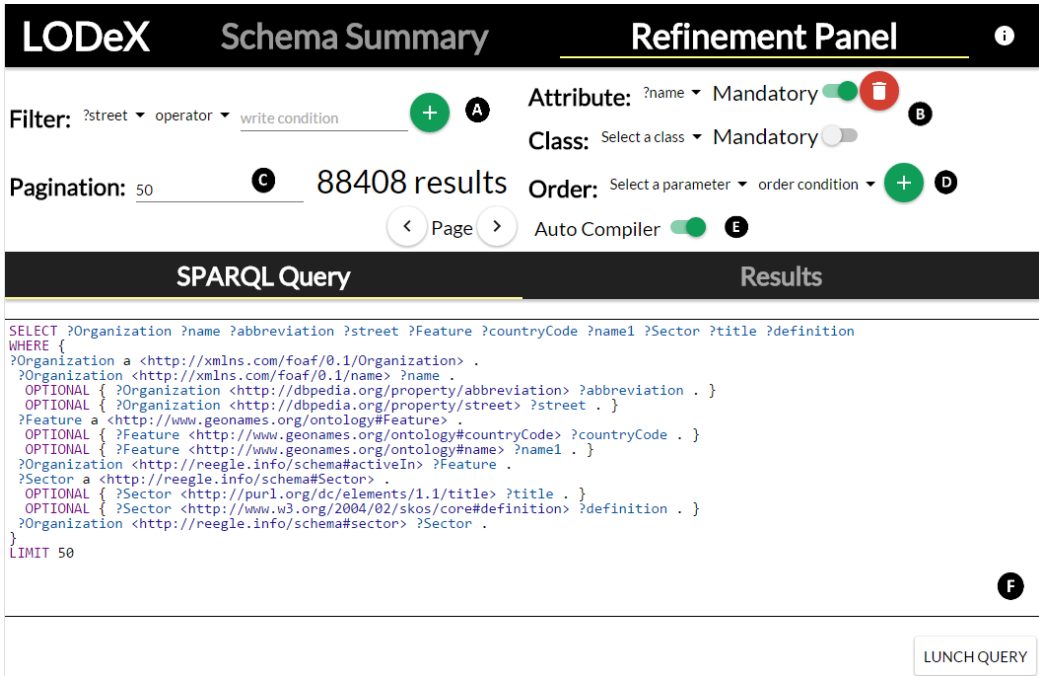 LODeX Schema Summary Refinement Panel i
Filter: ?street operator write condition + A
Attribute: ?name Mandatory B
Class: Select a class Mandatory
Pagination: 50 C 88408 results
Order: Select a parameter order condition + D
< Page >
Auto Compiler E
SPARQL Query Results
SELECT ?Organization ?name ?abbreviation ?street ?Feature ?countryCode ?name1 ?Sector ?title ?definition
WHERE {
?Organization a <http://xmlns.com/foaf/0.1/Organization> .
?Organization <http://xmlns.com/foaf/0.1/name> ?name .
OPTIONAL { ?Organization <http://dbpedia.org/property/abbreviation> ?abbreviation . }
OPTIONAL { ?Organization <http://dbpedia.org/property/street> ?street . }
?Feature a <http://www.geonames.org/ontology#Feature> .
OPTIONAL { ?Feature <http://www.geonames.org/ontology#countryCode> ?countryCode . }
OPTIONAL { ?Feature <http://www.geonames.org/ontology#name> ?name1 . }
?Organization <http://reegle.info/schema#activeIn> ?Feature .
?Sector a <http://reegle.info/schema#Sector> .
OPTIONAL { ?Sector <http://purl.org/dc/elements/1.1/title> ?title . }
OPTIONAL { ?Sector <http://www.w3.org/2004/02/skos/core#definition> ?definition . }
?Organization <http://reegle.info/schema#sector> ?Sector .
}
LIMIT 50
F
LUNCH QUERY